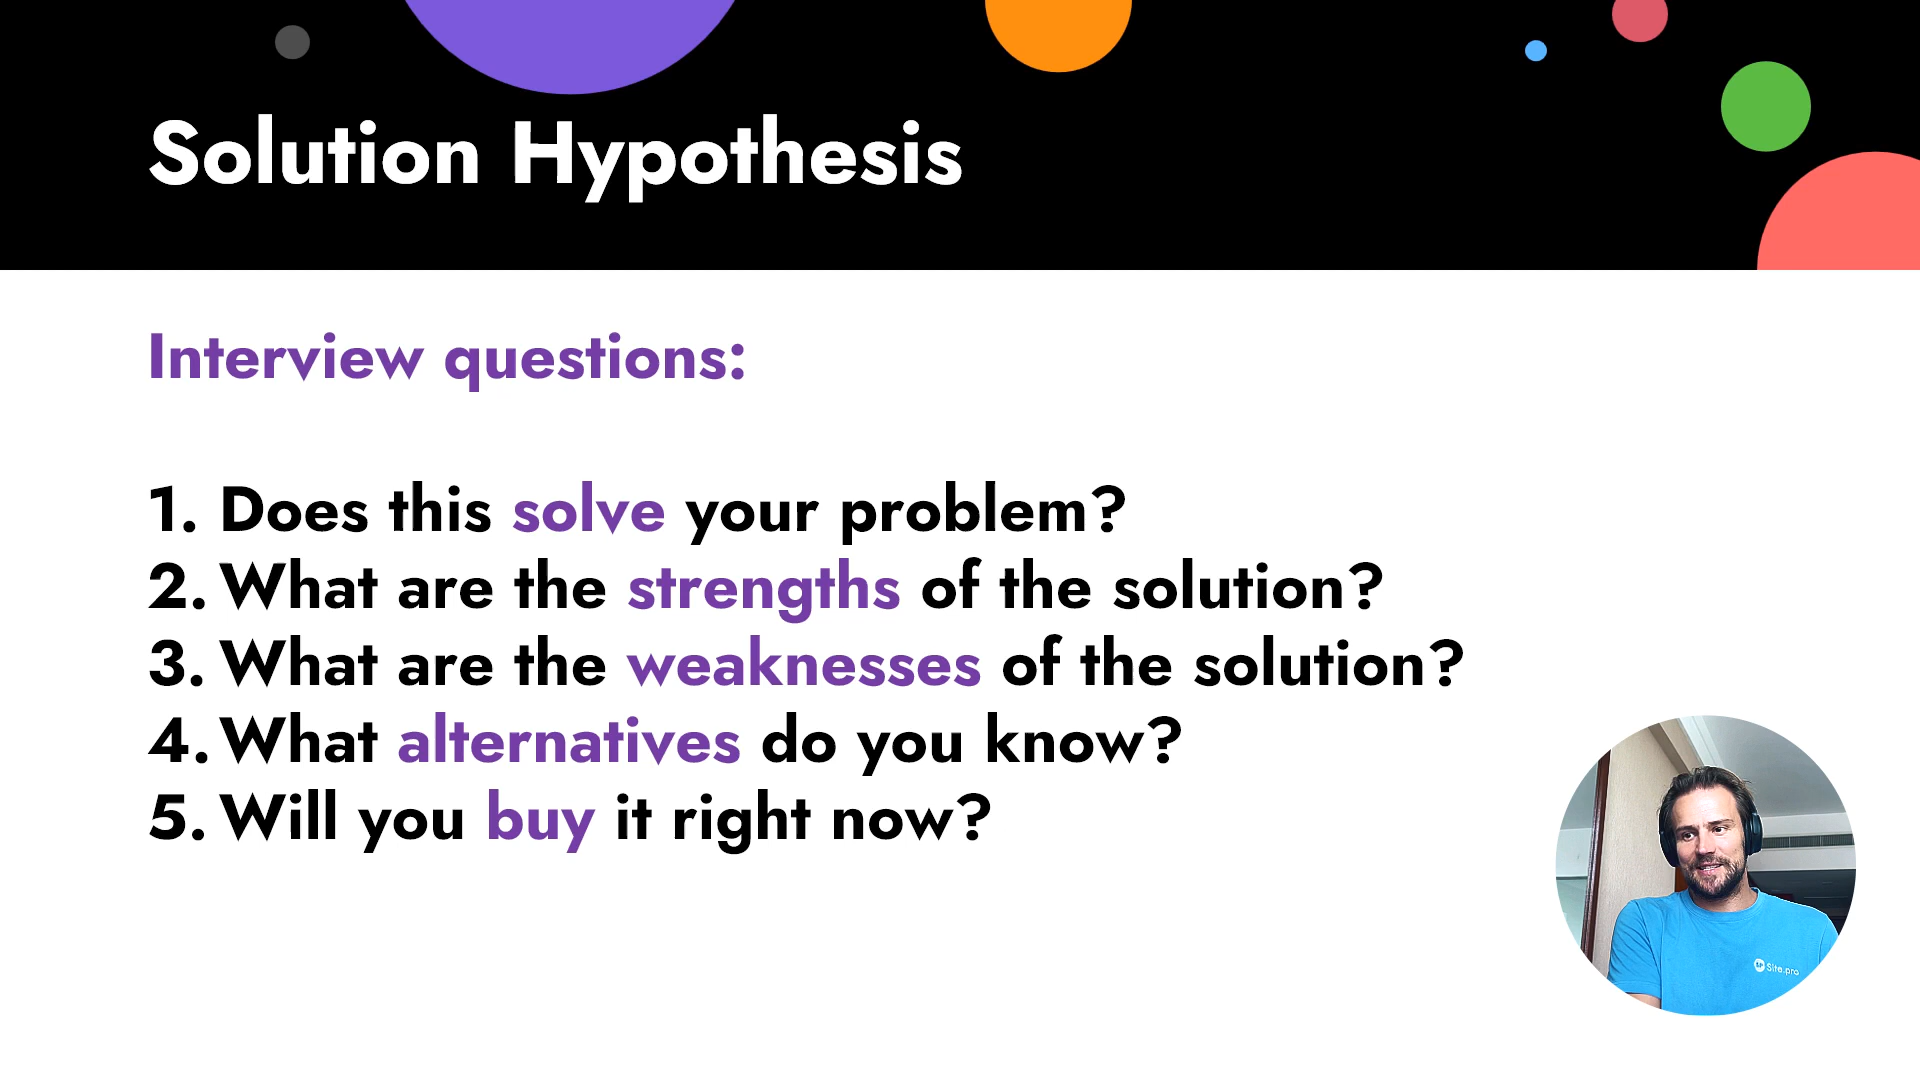 Solution Hypothesis
Interview questions:
1. Does this solve your problem?
2. What are the strengths of the solution?
3. What are the weaknesses of the solution?
4. What alternatives do you know?
5. Will you buy it right now?
Site.pro